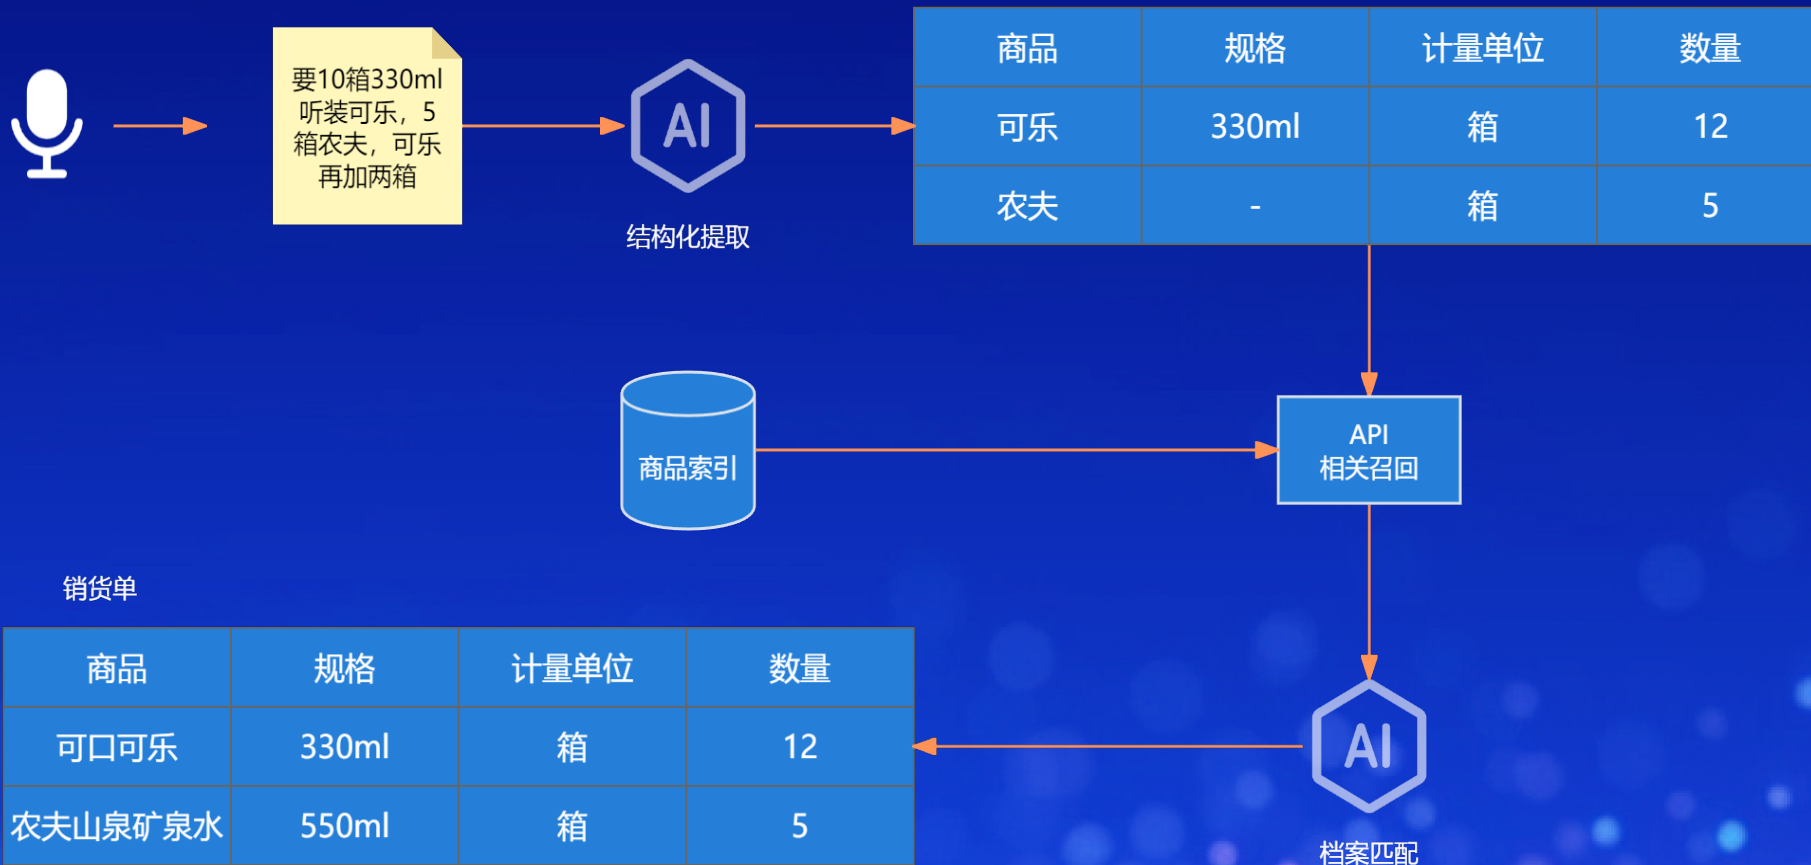 要10箱330ml
听装可乐，5
箱农夫，可乐
再加两箱
AI
结构化提取
商品 规格 计量单位 数量
可乐 330ml 箱 12
农夫 - 箱 5
商品索引
API
相关召回
AI
档案匹配
销货单
商品 规格 计量单位 数量
可口可乐 330ml 箱 12
农夫山泉矿泉水 550ml 箱 5